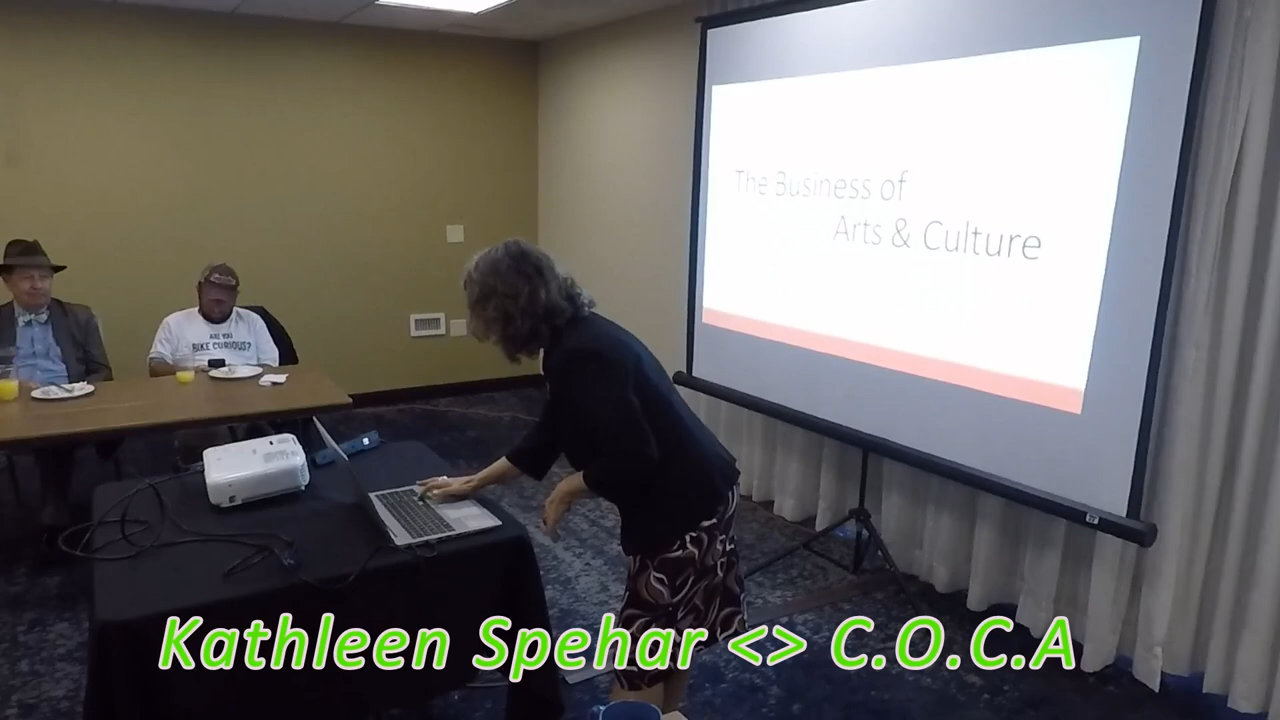 The Business of
Arts & Culture
ARE YOU
BIKE CURIOUS?
Kathleen Spehar <> C.O.C.A